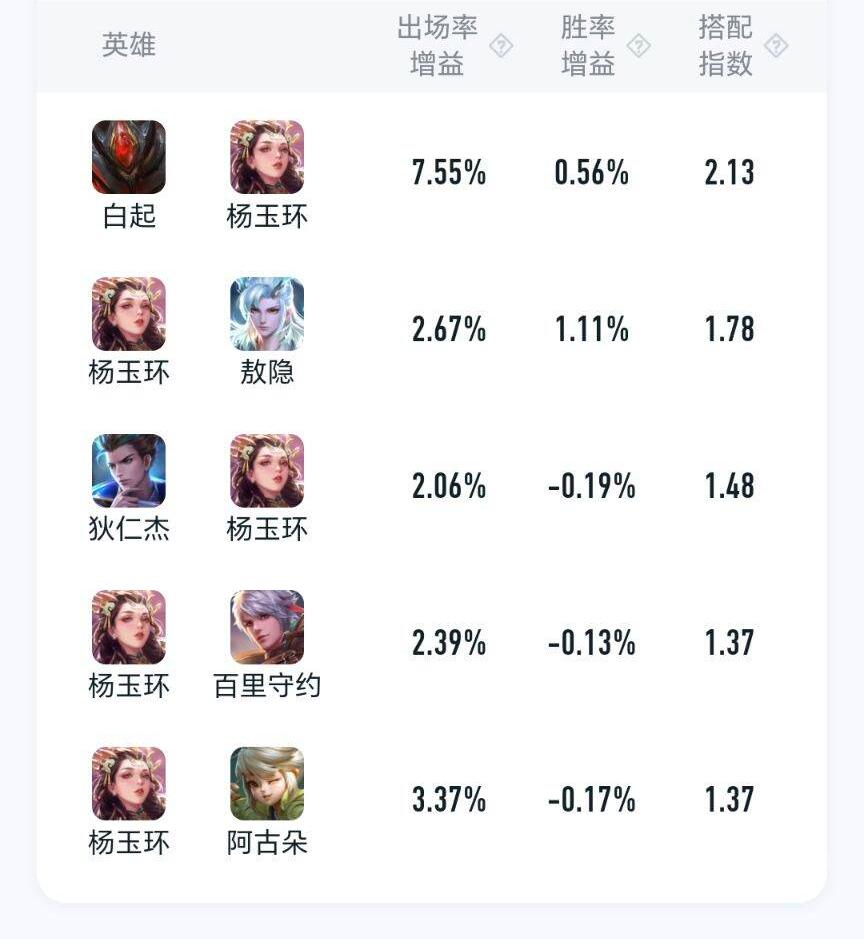 英雄
出场率
增益
胜率
增益
搭配
指数
白起 杨玉环 7.55% 0.56% 2.13
杨玉环 敖隐 2.67% 1.11% 1.78
狄仁杰 杨玉环 2.06% -0.19% 1.48
杨玉环 百里守约 2.39% -0.13% 1.37
杨玉环 阿古朵 3.37% -0.17% 1.37